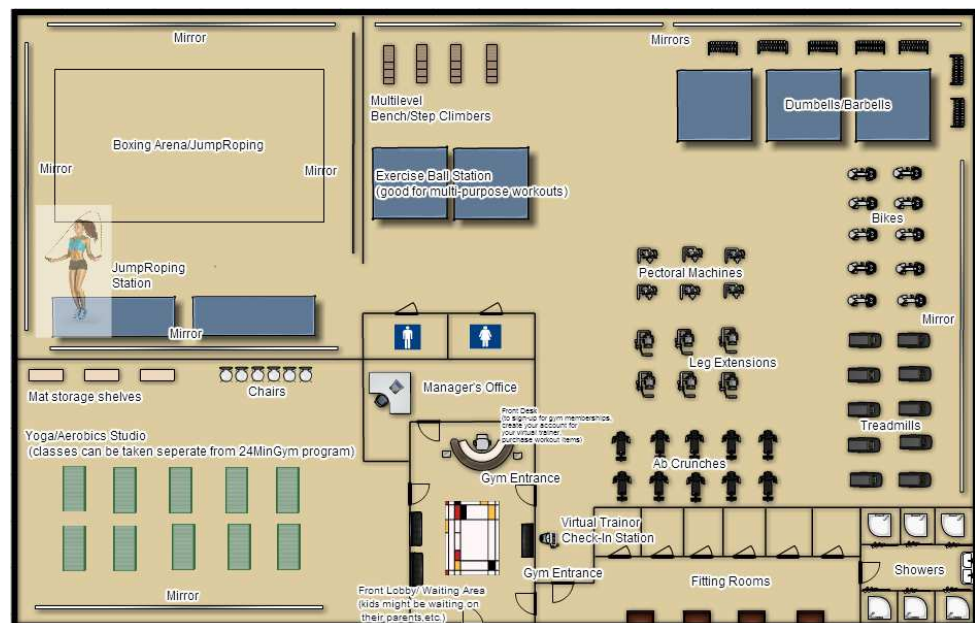 Mirror
Mirrors
Multilevel
Bench/Step Climbers
Dumbells/Barbells
Boxing Arena/JumpRoping
Mirror
Mirror
Exercise Ball Station
(good for multi-purpose workouts)
Bikes
JumpRoping
Station
Pectoral Machines
Mirror
Mirror
Leg Extensions
Mat storage shelves
Chairs
Manager's Office
Front Desk
(to sign-up for gym memberships,
create your account for
your virtual trainer,
purchase workout items)
Treadmills
Yoga/Aerobics Studio
(classes can be taken seperate from 24MinGym program)
Ab Crunches
Gym Entrance
Virtual Trainor
Check-In Station
Gym Entrance
Fitting Rooms
Showers
Mirror
Front Lobby/ Waiting Area
(kids might be waiting on
their parents,etc.)